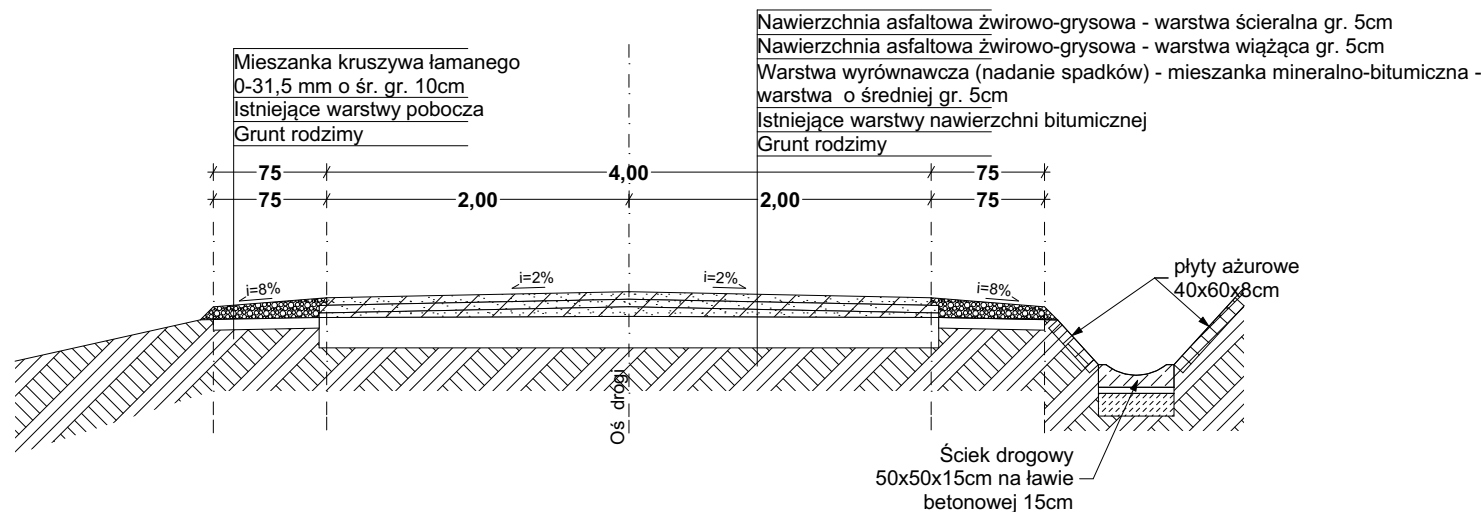 Nawierzchnia asfaltowa żwirowo-grysowa - warstwa ścieralna gr. 5cm
Nawierzchnia asfaltowa żwirowo-grysowa - warstwa wiążąca gr. 5cm
Warstwa wyrównawcza (nadanie spadków) - mieszanka mineralno-bitumiczna -
warstwa o średniej gr. 5cm
Istniejące warstwy nawierzchni bitumicznej
Grunt rodzimy
Mieszanka kruszywa łamanego
0-31,5 mm o śr. gr. 10cm
Istniejące warstwy pobocza
Grunt rodzimy
75 4,00 75
75 2,00 2,00 75
i=8% i=2% i=2% i=8%
płyty ażurowe
40x60x8cm
Oś drogi
Ściek drogowy
50x50x15cm na ławie
betonowej 15cm